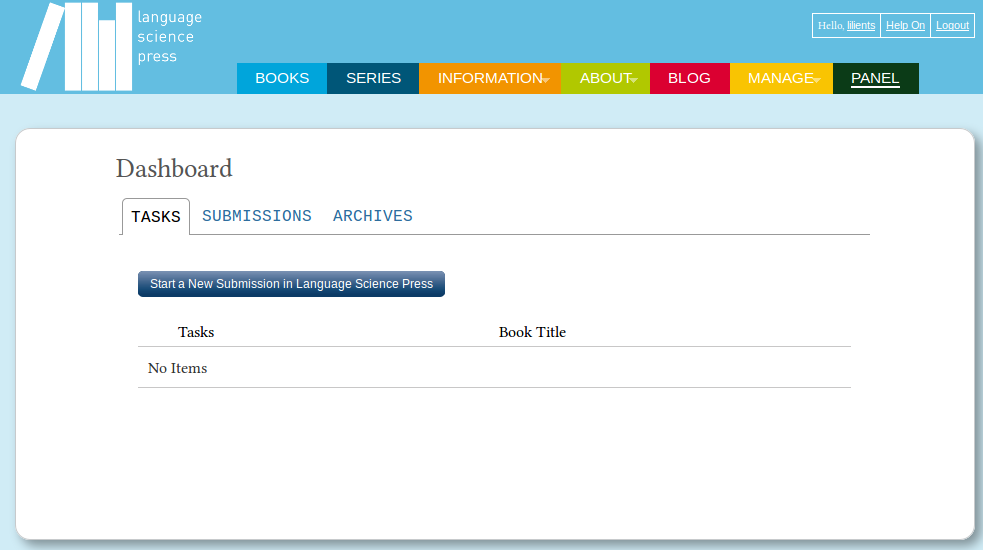 language
science
press
Hello, lilients Help On Logout
BOOKS SERIES INFORMATION ABOUT BLOG MANAGE PANEL
Dashboard
TASKS SUBMISSIONS ARCHIVES
Start a New Submission in Language Science Press
Tasks Book Title
No Items